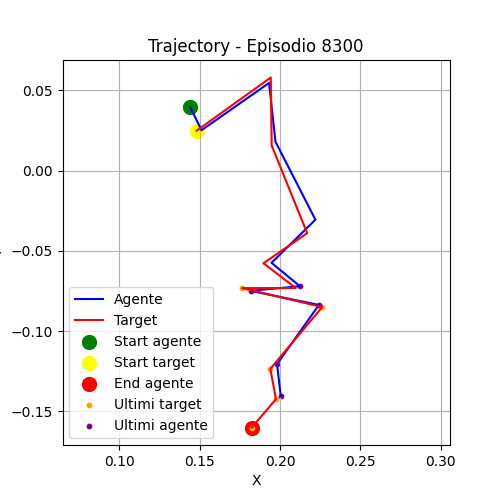 Trajectory - Episodio 8300
0.05
0.00
−0.05
−0.10
−0.15
Agente
Target
Start agente
Start target
End agente
Ultimi target
Ultimi agente
0.10 0.15 0.20 0.25 0.30
X